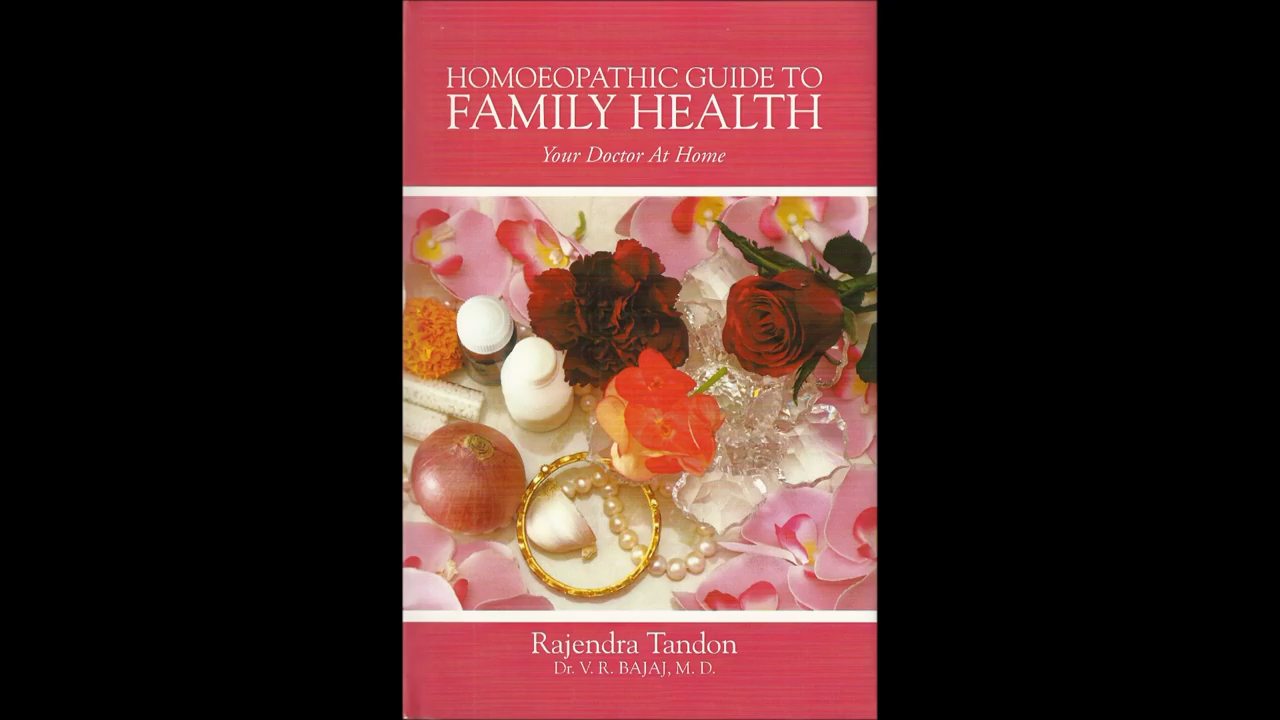 HOMOEOPATHIC GUIDE TO
FAMILY HEALTH
Your Doctor At Home
Rajendra Tandon
Dr. V. R. BAJAJ, M. D.